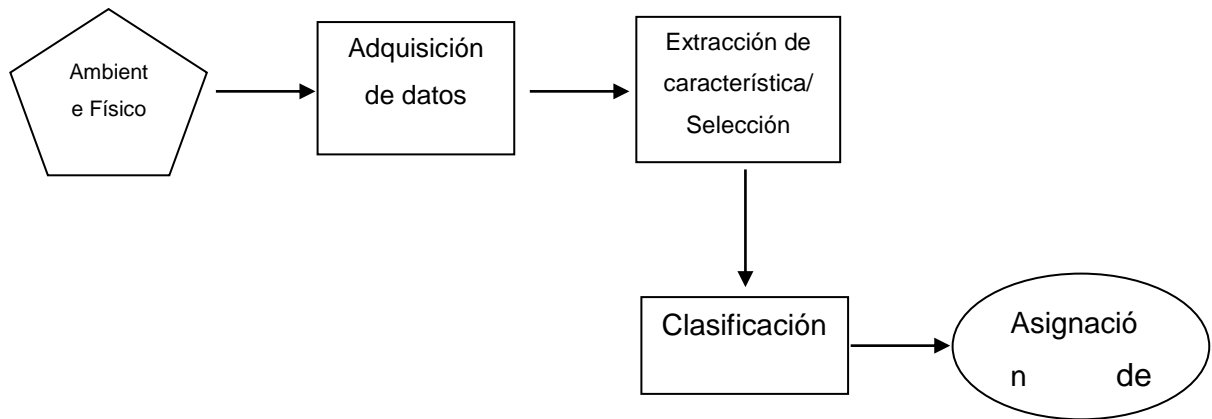 Ambient
e Físico
Adquisición
de datos
Extracción de
característica/
Selección
Clasificación
Asignació
n de